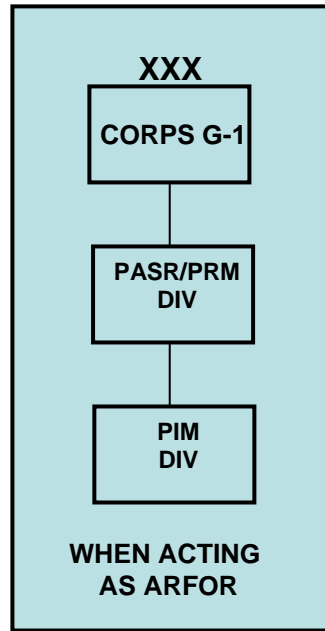 XXX
CORPS G-1
PASR/PRM
DIV
PIM
DIV
WHEN ACTING
AS ARFOR